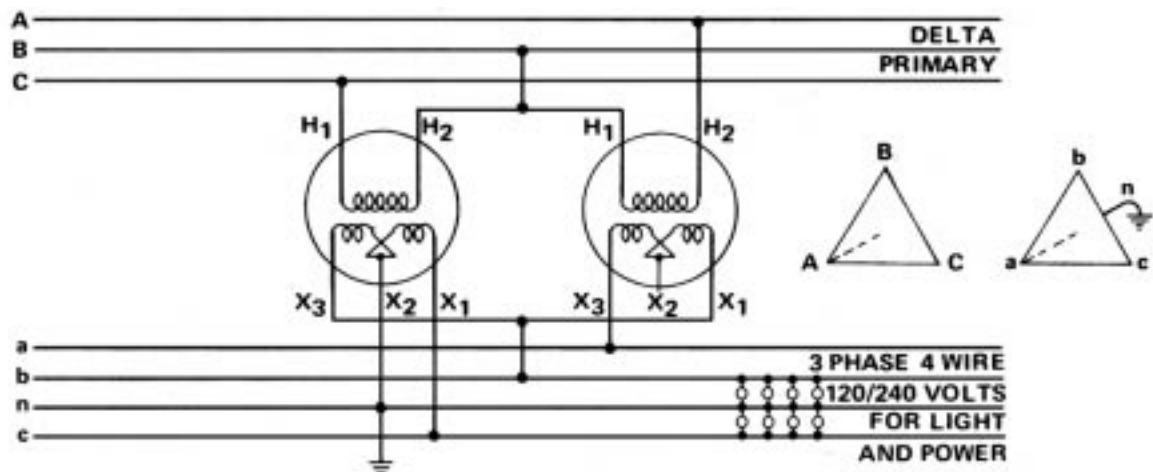 A
DELTA
B
PRIMARY
C
H1 H2 H1 H2
B b
n
A C a c
X3 X2 X1 X3 X2 X1
a
3 PHASE 4 WIRE
b
120/240 VOLTS
n
FOR LIGHT
c
AND POWER